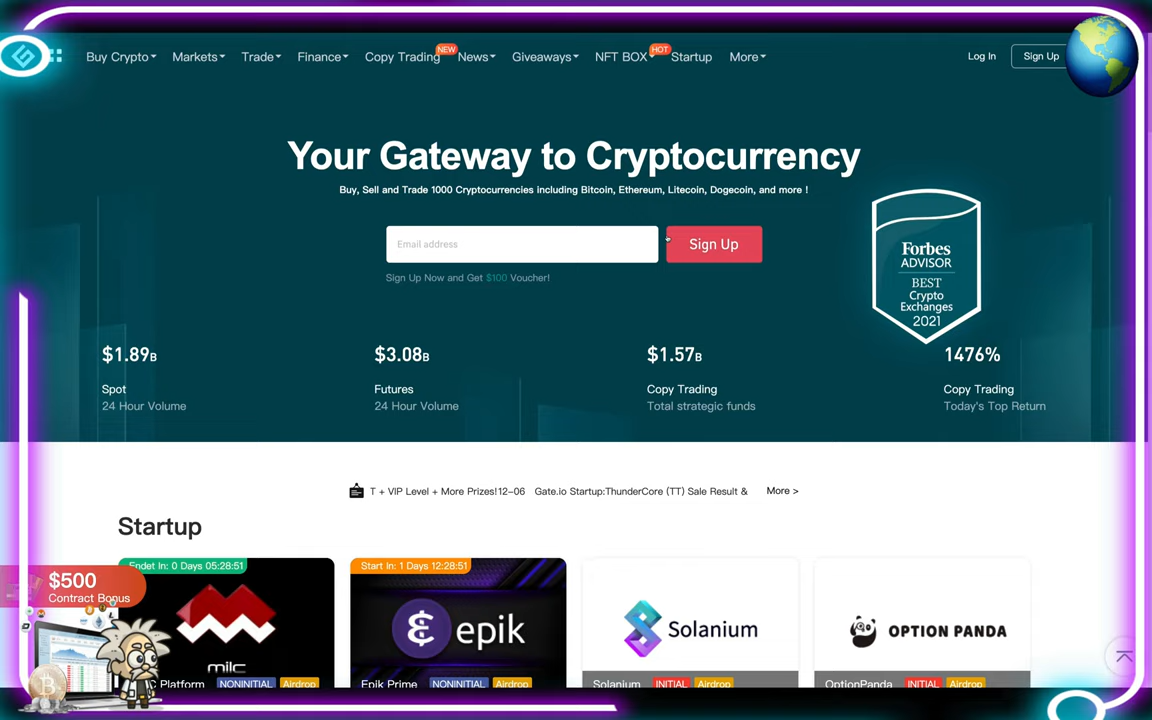 Buy Crypto Markets Trade Finance Copy Trading NEW News Giveaways NFT BOX HOT Startup More Log In Sign Up
Your Gateway to Cryptocurrency
Buy, Sell and Trade 1000 Cryptocurrencies including Bitcoin, Ethereum, Litecoin, Dogecoin, and more !
Email address Sign Up
Sign Up Now and Get $100 Voucher!
Forbes
ADVISOR
BEST
Crypto
Exchanges
2021
$1.89B $3.08B $1.57B 1476%
Spot Futures Copy Trading Copy Trading
24 Hour Volume 24 Hour Volume Total strategic funds Today's Top Return
T + VIP Level + More Prizes!12-06 Gate.io Startup:ThunderCore (TT) Sale Result & More >
Startup
Endet In: 0 Days 05:28:51 Start In: 1 Days 12:28:51
$500
Contract Bonus
milc epik Solanium OPTION PANDA
C Platform NONINITIAL Airdrop Epik Prime NONINITIAL Airdrop Solanium INITIAL Airdrop OptionPanda INITIAL Airdrop